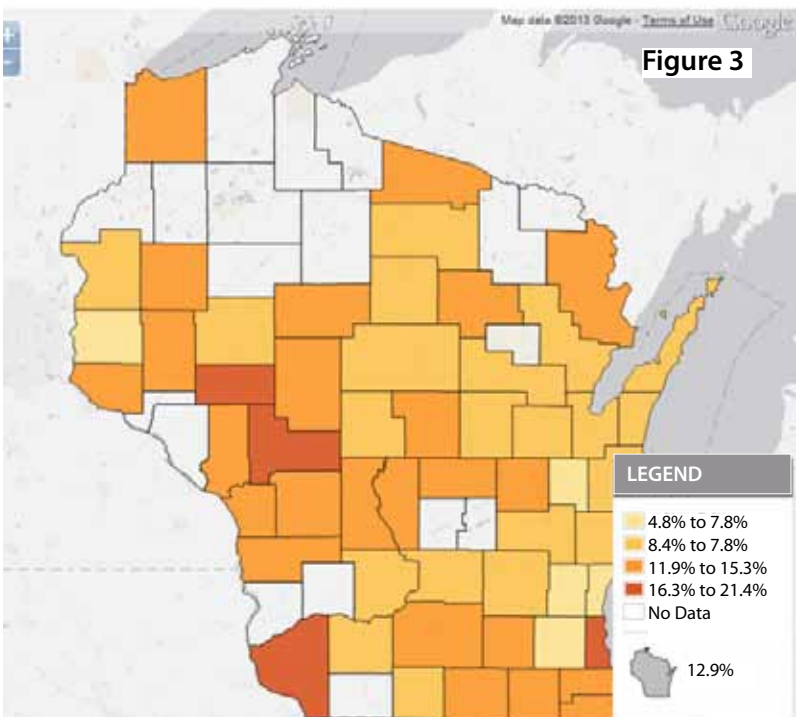 Map data ©2013 Google - Terms of Use
Google
+
-
Figure 3
LEGEND
4.8% to 7.8%
8.4% to 7.8%
11.9% to 15.3%
16.3% to 21.4%
No Data
12.9%